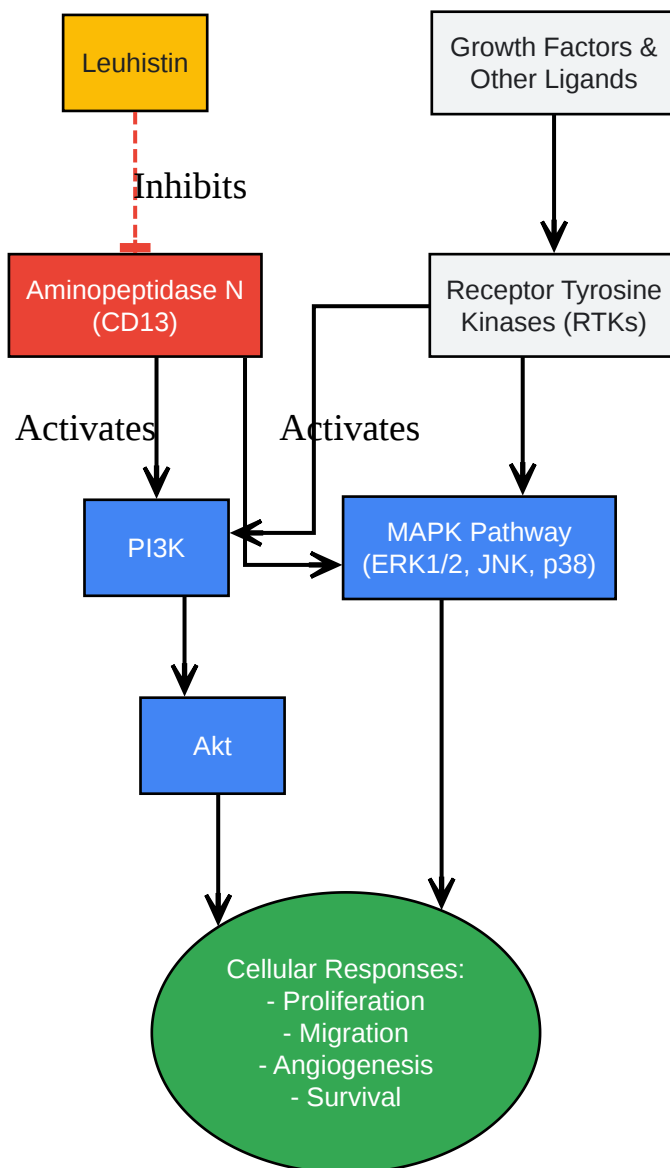 Leuhistin
Growth Factors &
Other Ligands
Inhibits
Aminopeptidase N
(CD13)
Receptor Tyrosine
Kinases (RTKs)
Activates
Activates
PI3K
MAPK Pathway
(ERK1/2, JNK, p38)
Akt
Cellular Responses:
- Proliferation
- Migration
- Angiogenesis
- Survival